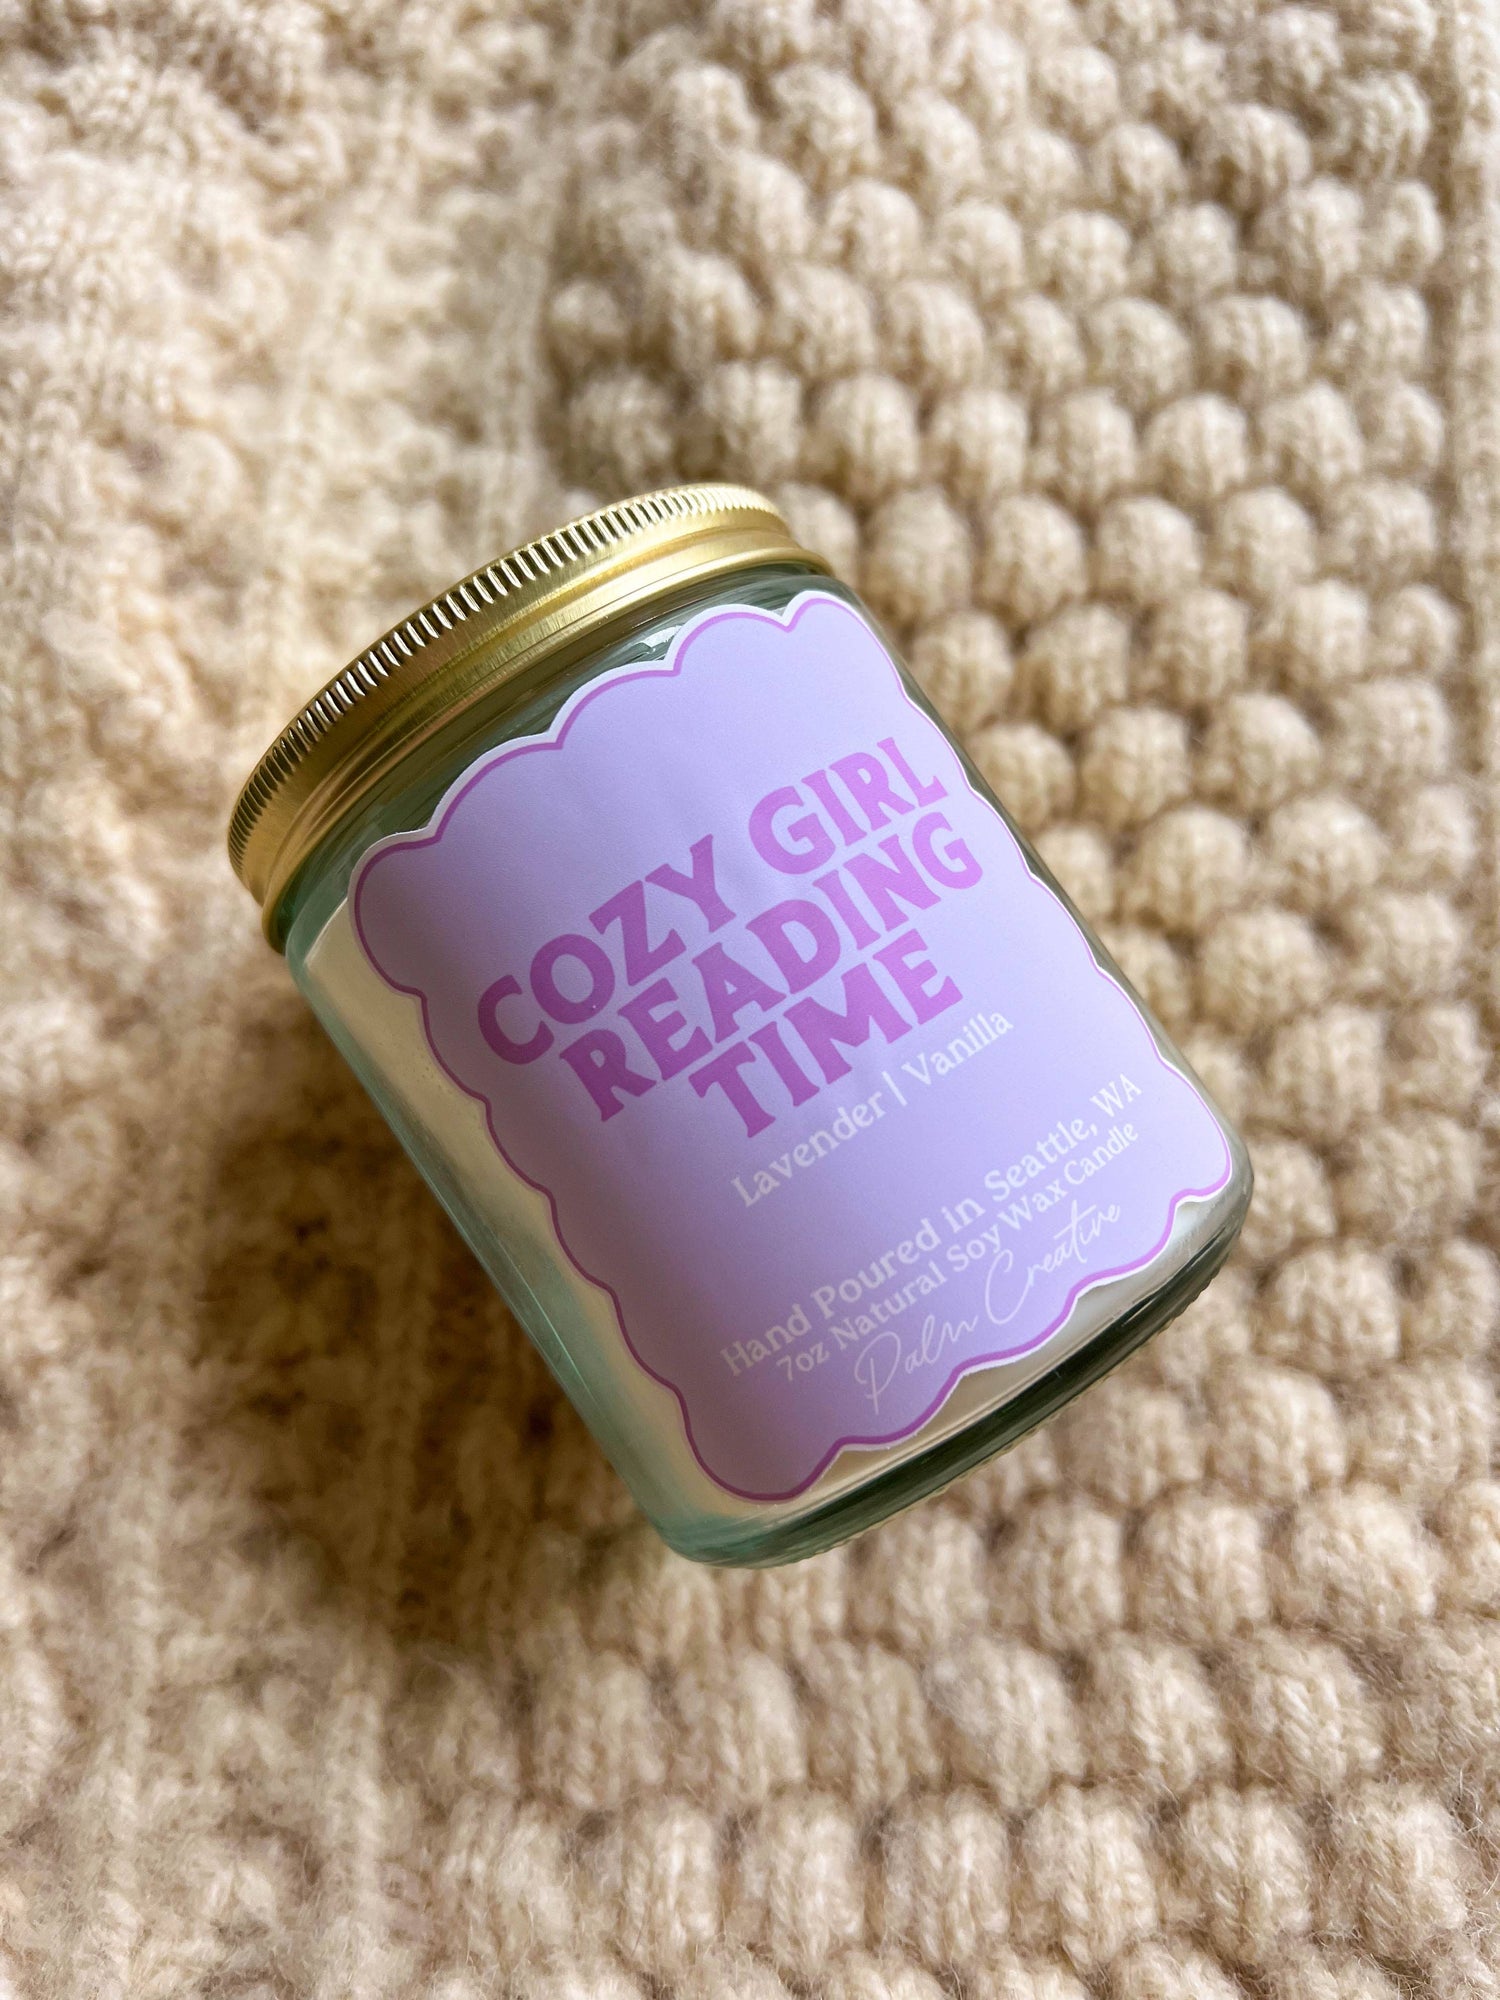 COZY GIRL
READING
TIME
Lavender | Vanilla
Hand Poured in Seattle, WA
7oz Natural Soy Wax Candle
Palm Creative